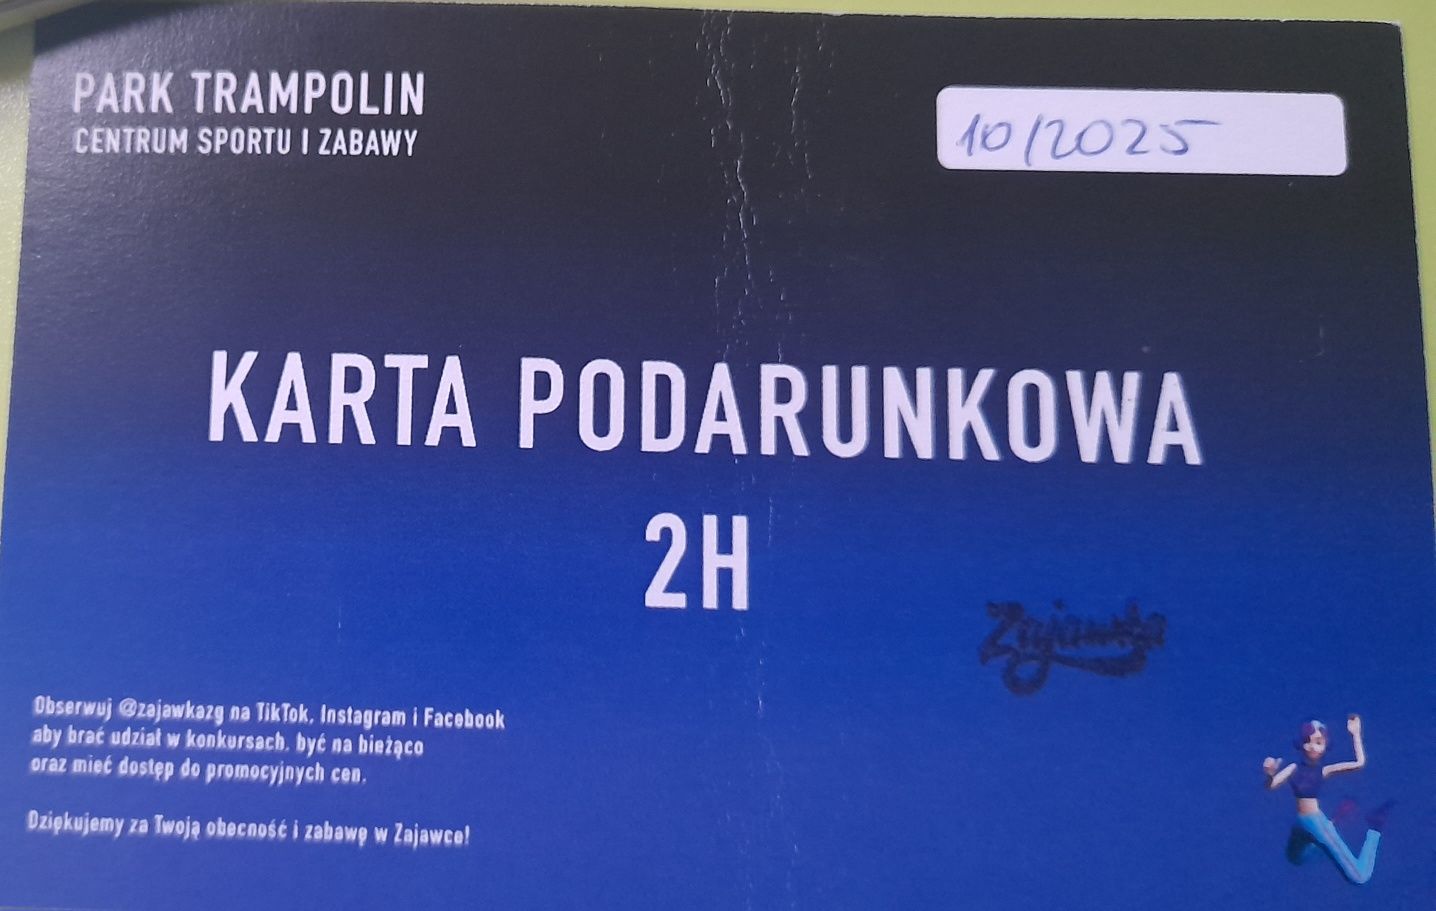 PARK TRAMPOLIN
CENTRUM SPORTU I ZABAWY
10/2025
KARTA PODARUNKOWA
2H
Zajawka
Obserwuj @zajawkazg na TikTok, Instagram i Facebook
aby brać udział w konkursach, być na bieżąco
oraz mieć dostęp do promocyjnych cen.
Dziękujemy za Twoją obecność i zabawę w Zajawce!